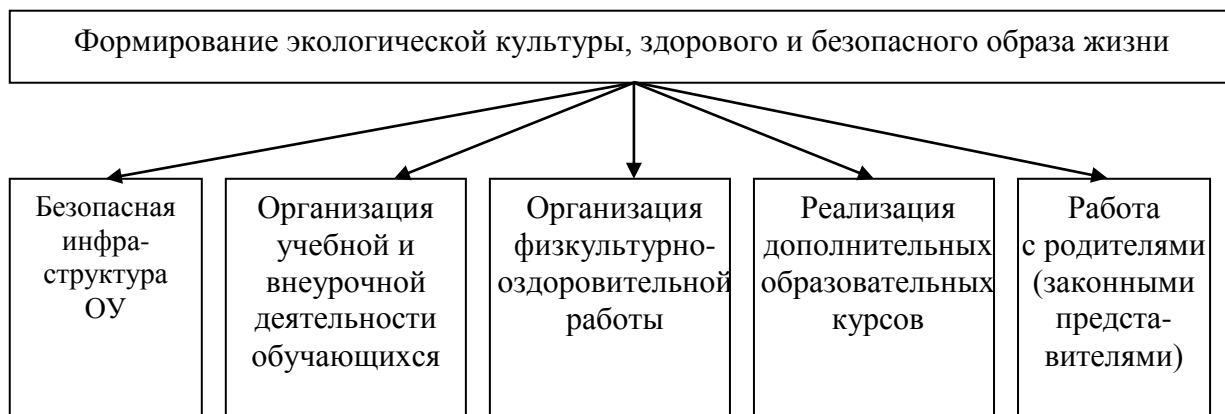 Формирование экологической культуры, здорового и безопасного образа жизни
Безопасная
инфра-
структура
ОУ
Организация
учебной и
внеурочной
деятельности
обучающихся
Организация
физкультурно-
оздоровительной
работы
Реализация
дополнительных
образовательных
курсов
Работа
с родителями
(законными
предста-
вителями)